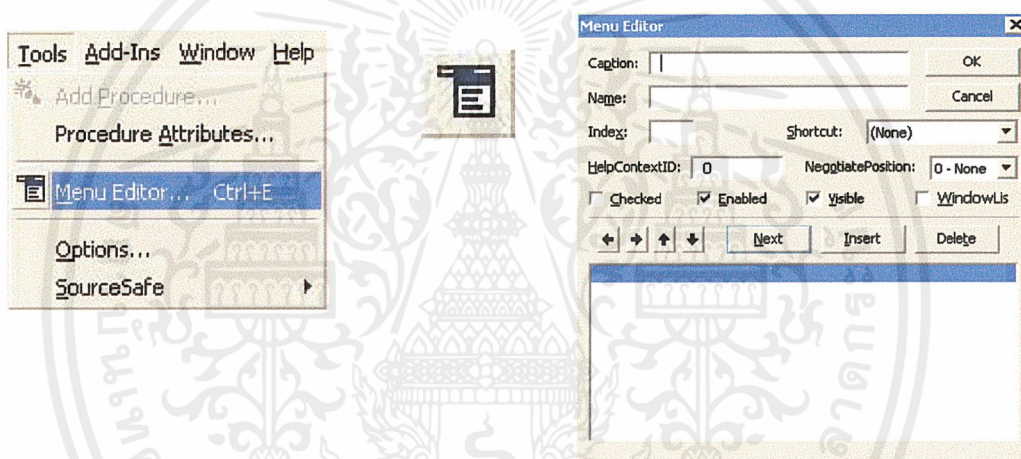 Tools Add-Ins Window Help
Add Procedure...
Procedure Attributes...
Menu Editor... Ctrl+E
Options...
SourceSafe
Menu Editor
Caption:
OK
Name:
Cancel
Index: Shortcut: (None)
HelpContextID: 0 NegotiatePosition: 0 - None
Checked Enabled Visible WindowLis
Next Insert Delete